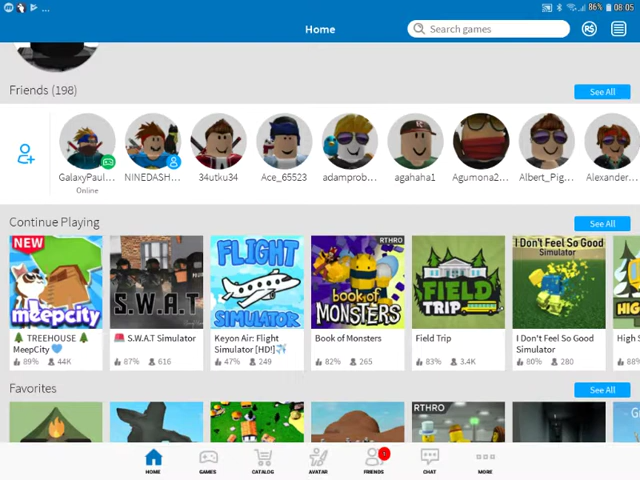 86% 08:05
Home
Search games
R$
Friends (198)
See All
GalaxyPaul... NINEDASH... 34utku34 Ace_65523 adamprob... agahaha1 Agumona2... Albert_Pig... Alexander...
Online
Continue Playing
See All
NEW
meepcity
S.W.A.T
FLIGHT
SIMULATOR
RTHRO
book of
MONSTERS
FIELD
TRIP
I Don't Feel So Good
Simulator
🌲 TREEHOUSE 🌲
MeepCity 💙
🚨 S.W.A.T Simulator
Keyon Air: Flight
Simulator [HD!]✈️
Book of Monsters
Field Trip
I Don't Feel So Good
Simulator
High S
89% 44K 87% 616 47% 249 82% 265 83% 3.4K 80% 280 88%
Favorites
See All
RTHRO
1
HOME GAMES CATALOG AVATAR FRIENDS CHAT MORE